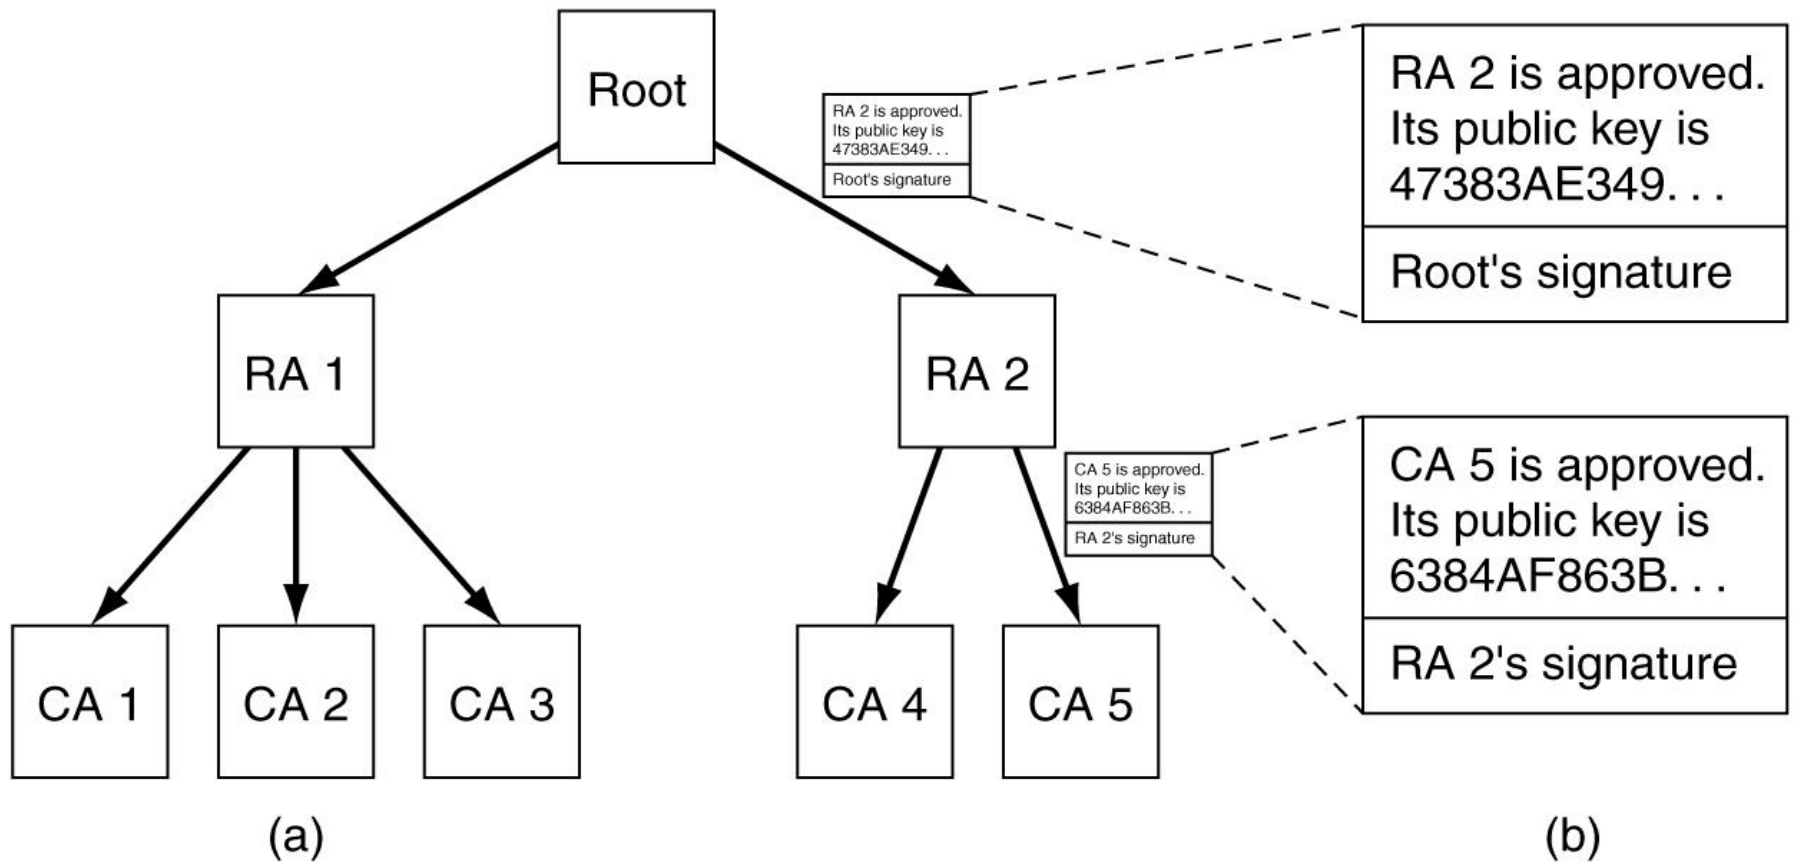 Root
RA 2 is approved.
Its public key is
47383AE349. . .
Root's signature
RA 2 is approved.
Its public key is
47383AE349. . .
Root's signature
RA 1
RA 2
CA 5 is approved.
Its public key is
6384AF863B. . .
RA 2's signature
CA 5 is approved.
Its public key is
6384AF863B. . .
RA 2's signature
CA 1
CA 2
CA 3
CA 4
CA 5
(a)
(b)